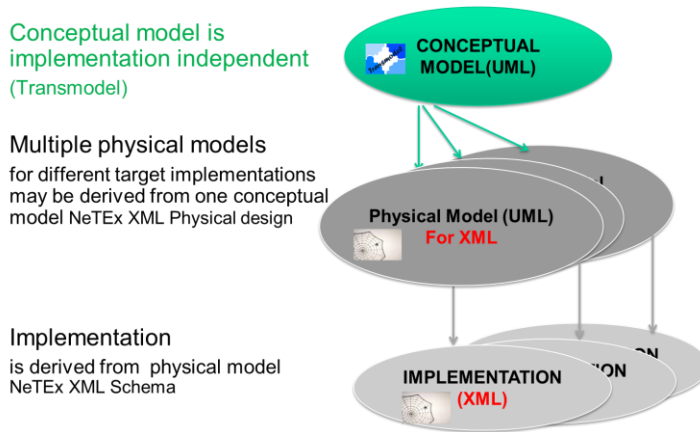 Conceptual model is
implementation independent
(Transmodel)
CONCEPTUAL
MODEL(UML)
Transmodel
Multiple physical models
for different target implementations
may be derived from one conceptual
model NeTEx XML Physical design
Physical Model (UML)
For XML
Implementation
is derived from physical model
NeTEx XML Schema
IMPLEMENTATION
(XML)